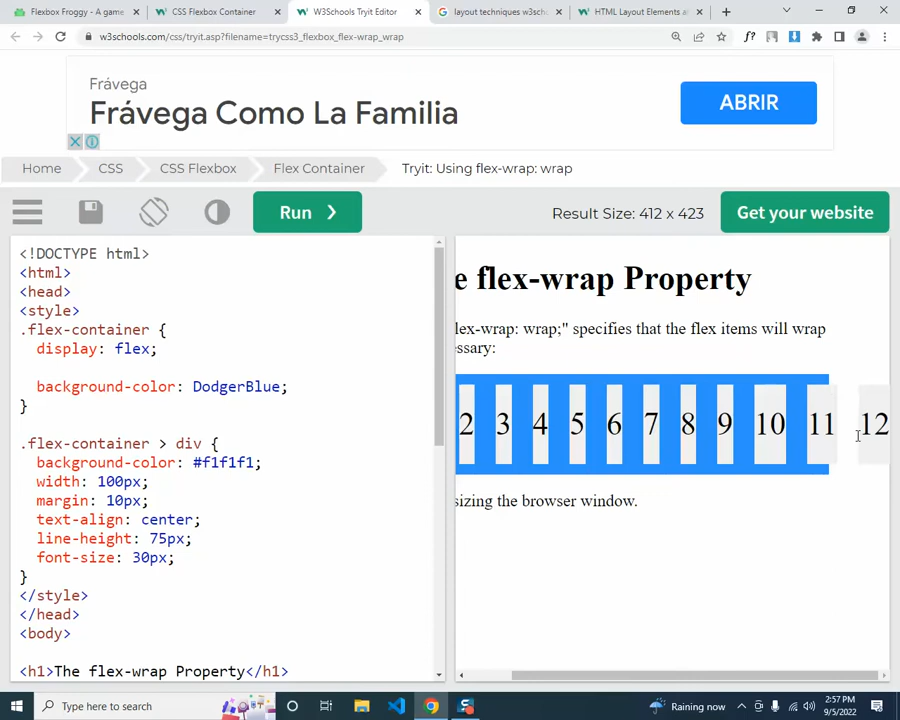 Flexbox Froggy - A game
CSS Flexbox Container
W3Schools Tryit Editor
layout techniques w3sch
HTML Layout Elements a
w3schools.com/css/tryit.asp?filename=trycss3_flexbox_flex-wrap_wrap
f?
Frávega
Frávega Como La Familia
ABRIR
Home
CSS
CSS Flexbox
Flex Container
Tryit: Using flex-wrap: wrap
Run ❯
Result Size: 412 x 423
Get your website
<!DOCTYPE html>
<html>
<head>
<style>
.flex-container {
display: flex;
background-color: DodgerBlue;
}
.flex-container > div {
background-color: #f1f1f1;
width: 100px;
margin: 10px;
text-align: center;
line-height: 75px;
font-size: 30px;
}
</style>
</head>
<body>
<h1>The flex-wrap Property</h1>
e flex-wrap Property
lex-wrap: wrap;" specifies that the flex items will wrap
essary:
2 3 4 5 6 7 8 9 10 11 12
sizing the browser window.
Type here to search
Raining now
2:57 PM
9/5/2022